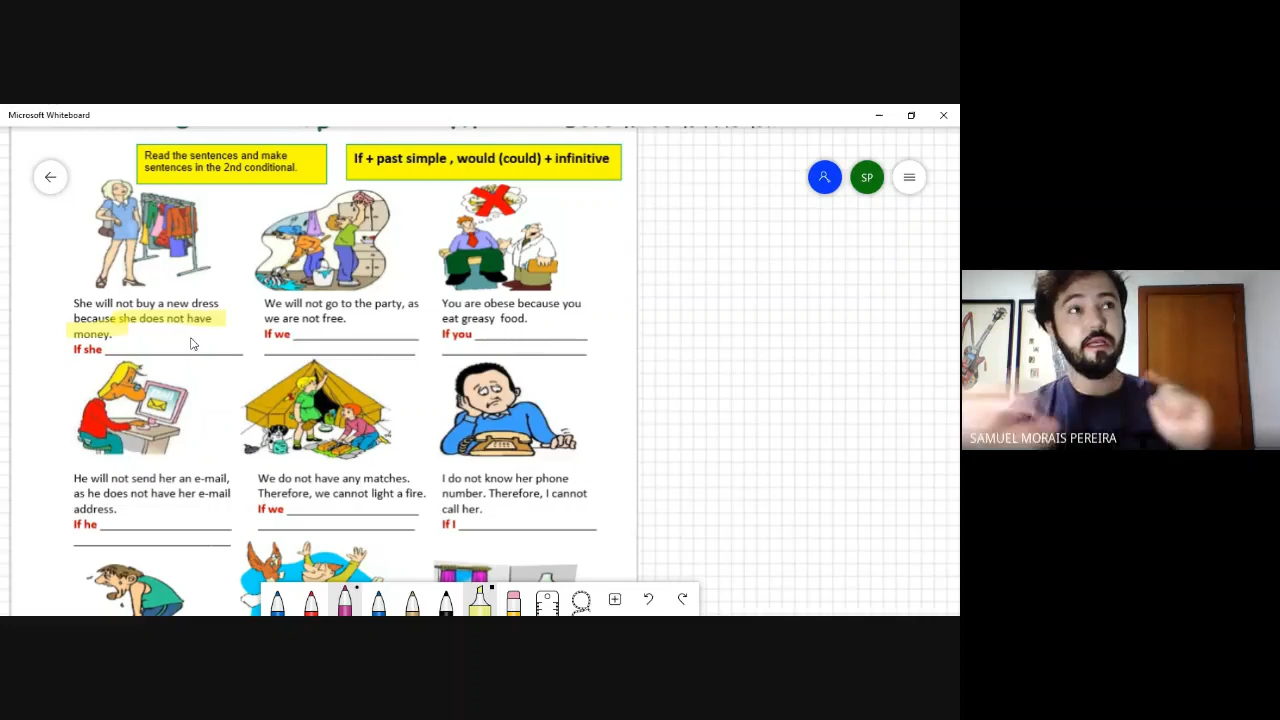 Microsoft Whiteboard
Read the sentences and make
sentences in the 2nd conditional.
If + past simple , would (could) + infinitive
SP
She will not buy a new dress
because she does not have
money.
If she
We will not go to the party, as
we are not free.
If we
You are obese because you
eat greasy food.
If you
He will not send her an e-mail,
as he does not have her e-mail
address.
If he
We do not have any matches.
Therefore, we cannot light a fire.
If we
I do not know her phone
number. Therefore, I cannot
call her.
If I
SAMUEL MORAIS PEREIRA